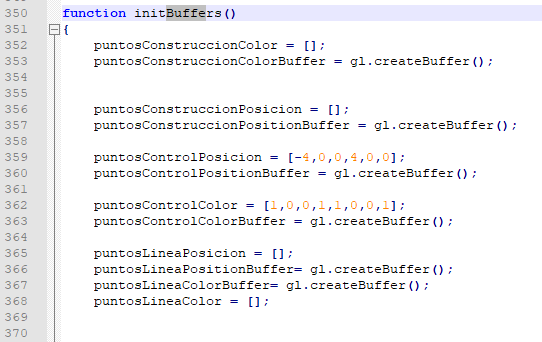 350 function initBuffers()
351 {
352 puntosConstruccionColor = [];
353 puntosConstruccionColorBuffer = gl.createBuffer();
354
355
356 puntosConstruccionPosicion = [];
357 puntosConstruccionPositionBuffer = gl.createBuffer();
358
359 puntosControlPosicion = [-4,0,0,4,0,0];
360 puntosControlPositionBuffer = gl.createBuffer();
361
362 puntosControlColor = [1,0,0,1,1,0,0,1];
363 puntosControlColorBuffer = gl.createBuffer();
364
365 puntosLineaPosicion = [];
366 puntosLineaPositionBuffer= gl.createBuffer();
367 puntosLineaColorBuffer= gl.createBuffer();
368 puntosLineaColor = [];
369
370